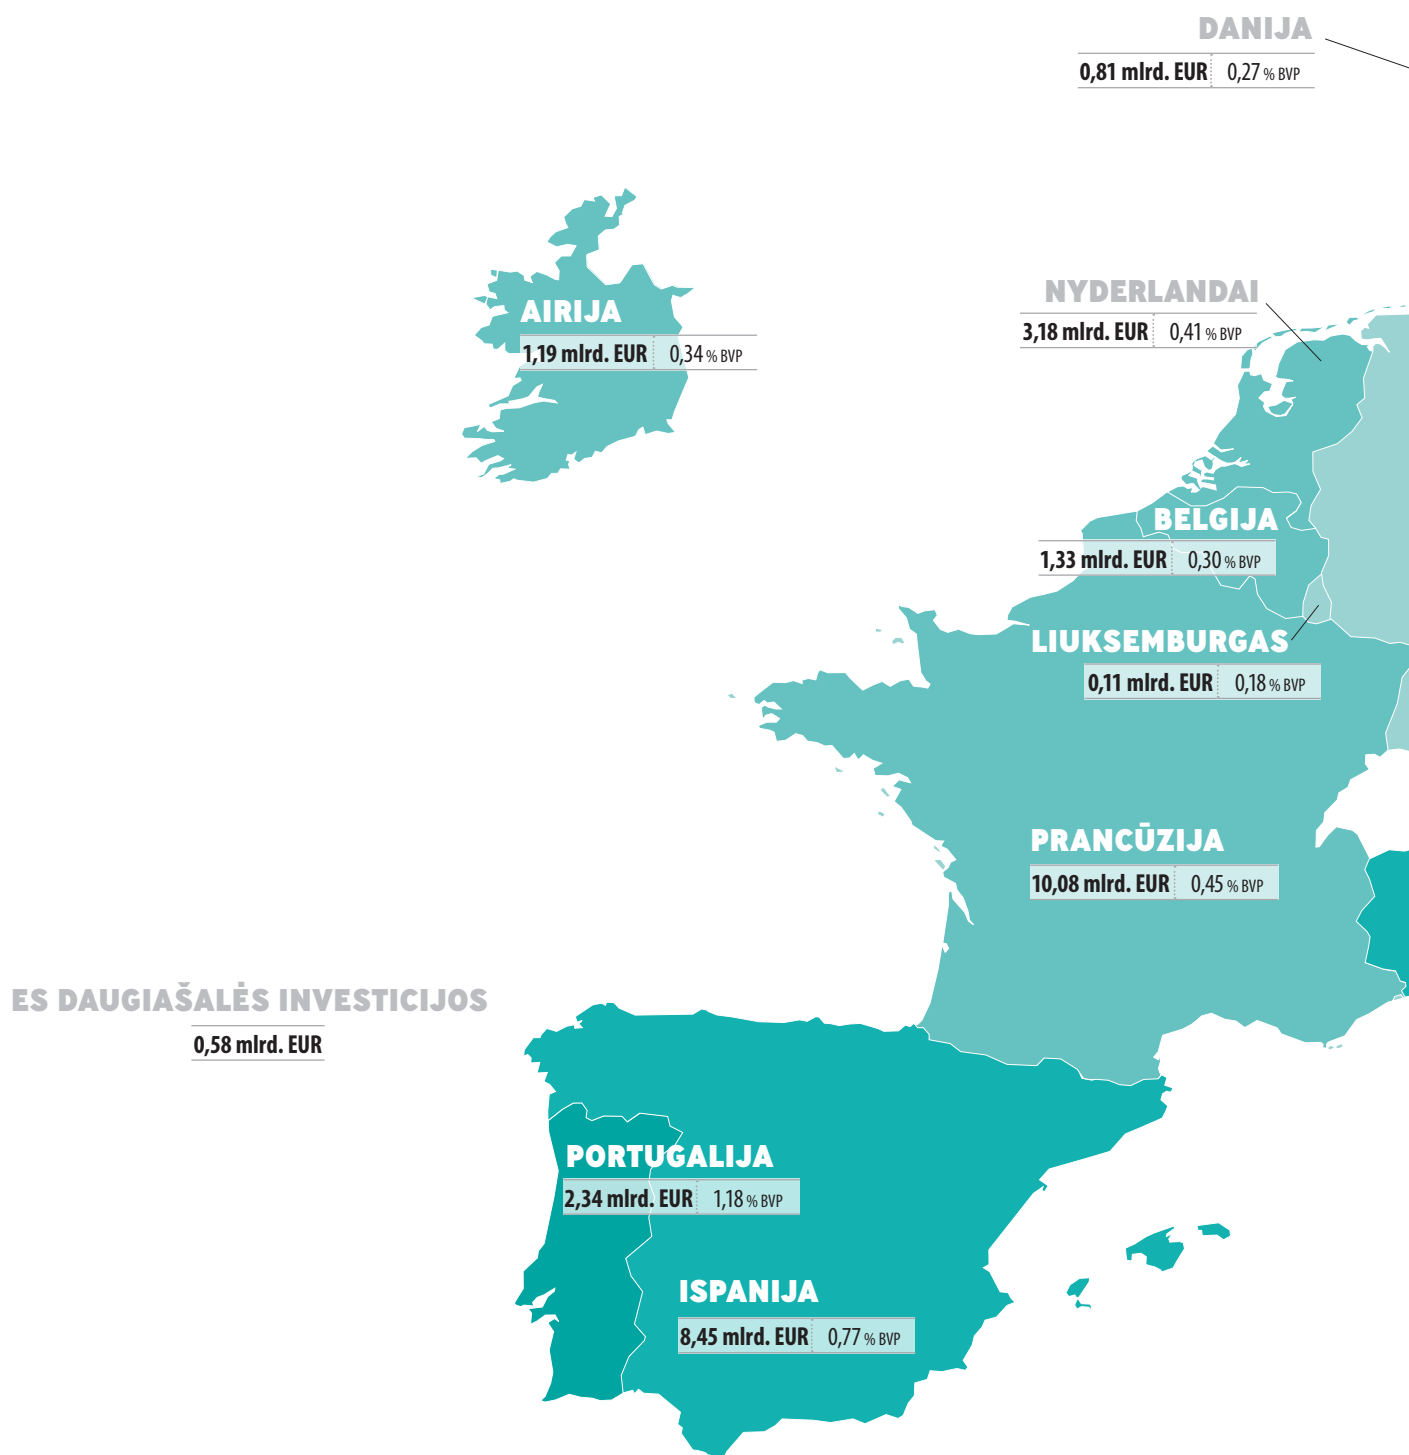 DANIJA
0,81 mlrd. EUR 0,27 % BVP
AIRIJA
1,19 mlrd. EUR 0,34 % BVP
NYDERLANDAI
3,18 mlrd. EUR 0,41 % BVP
BELGIJA
1,33 mlrd. EUR 0,30 % BVP
LIUKSEMBURGAS
0,11 mlrd. EUR 0,18 % BVP
PRANCŪZIJA
10,08 mlrd. EUR 0,45 % BVP
ES DAUGIAŠALĖS INVESTICIJOS
0,58 mlrd. EUR
PORTUGALIJA
2,34 mlrd. EUR 1,18 % BVP
ISPANIJA
8,45 mlrd. EUR 0,77 % BVP